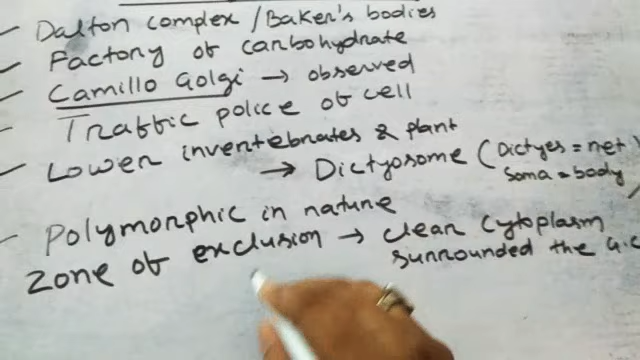 Dalton complex / Baker's bodies
Factory of carbohydrate
Camillo Golgi → observed
Traffic police of cell
Lower invertebrates & plant
→ Dictyosome (Dictyes = net
Soma = body)
Polymorphic in nature
Zone of exclusion → clear cytoplasm
surrounded the G.C